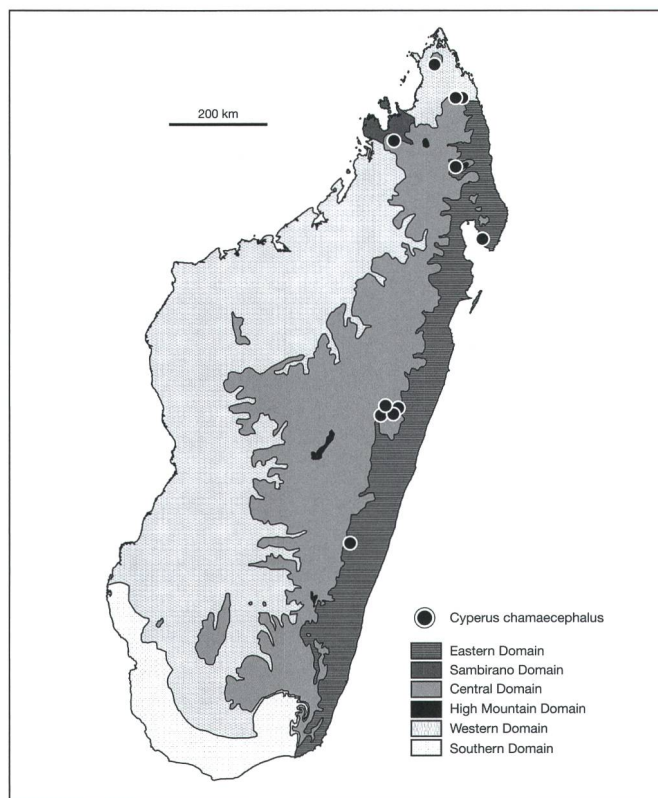 200 km
Cyperus chamaecephalus
Eastern Domain
Sambirano Domain
Central Domain
High Mountain Domain
Western Domain
Southern Domain